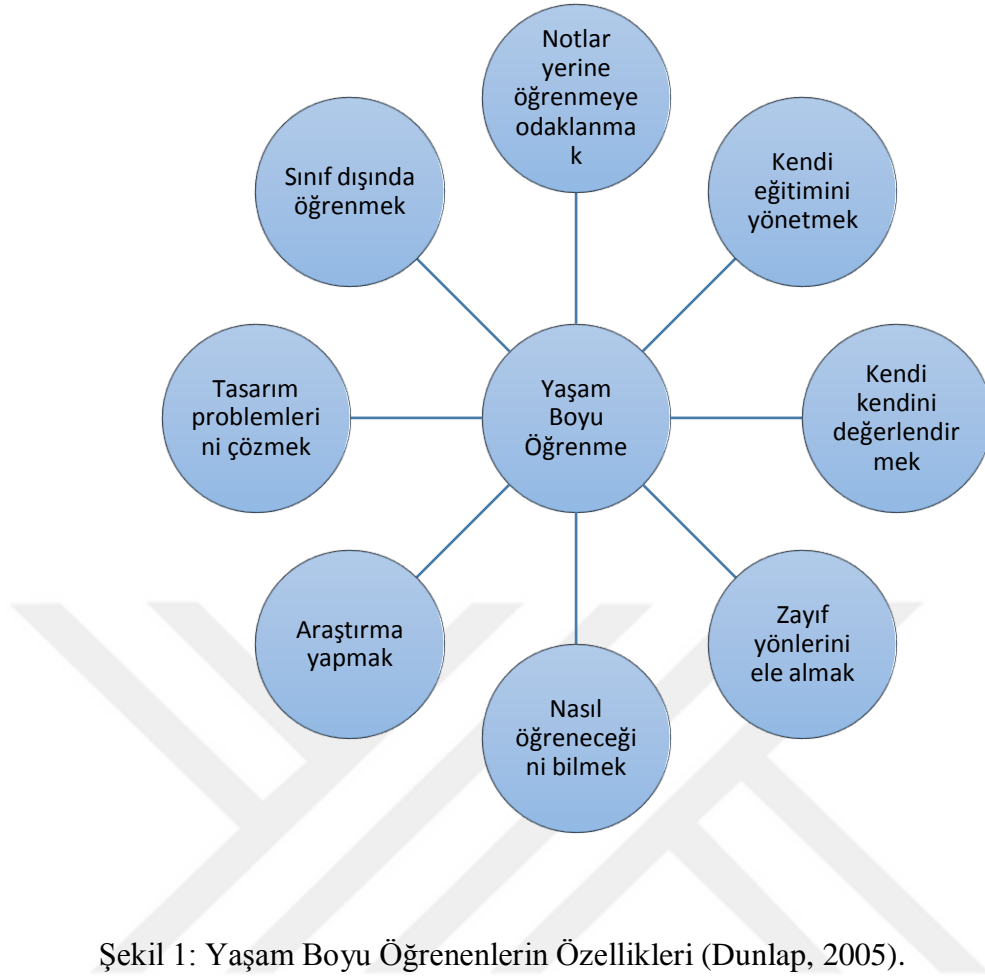 Notlar
yerine
öğrenmeye
odaklanma
k
Kendi
eğitimini
yönetmek
Kendi
kendini
değerlendir
mek
Zayıf
yönlerini
ele almak
Nasıl
öğreneceği
ni bilmek
Araştırma
yapmak
Tasarım
problemleri
ni çözmek
Sınıf dışında
öğrenmek
Yaşam
Boyu
Öğrenme
Şekil 1: Yaşam Boyu Öğrenenlerin Özellikleri (Dunlap, 2005).